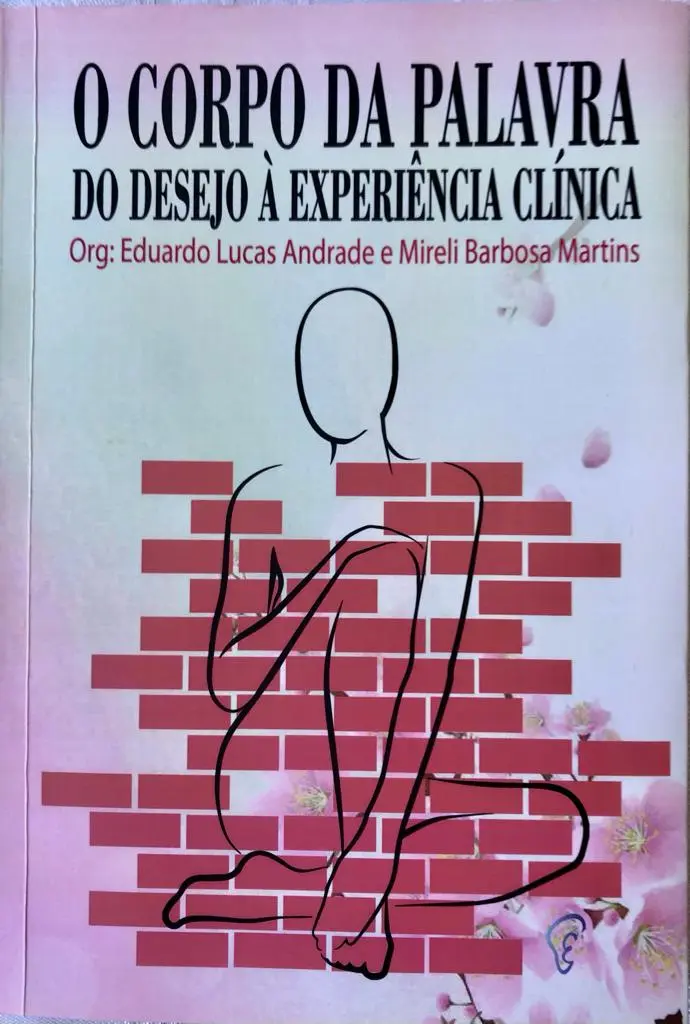 O CORPO DA PALAVRA
DO DESEJO À EXPERIÊNCIA CLÍNICA
Org: Eduardo Lucas Andrade e Mireli Barbosa Martins